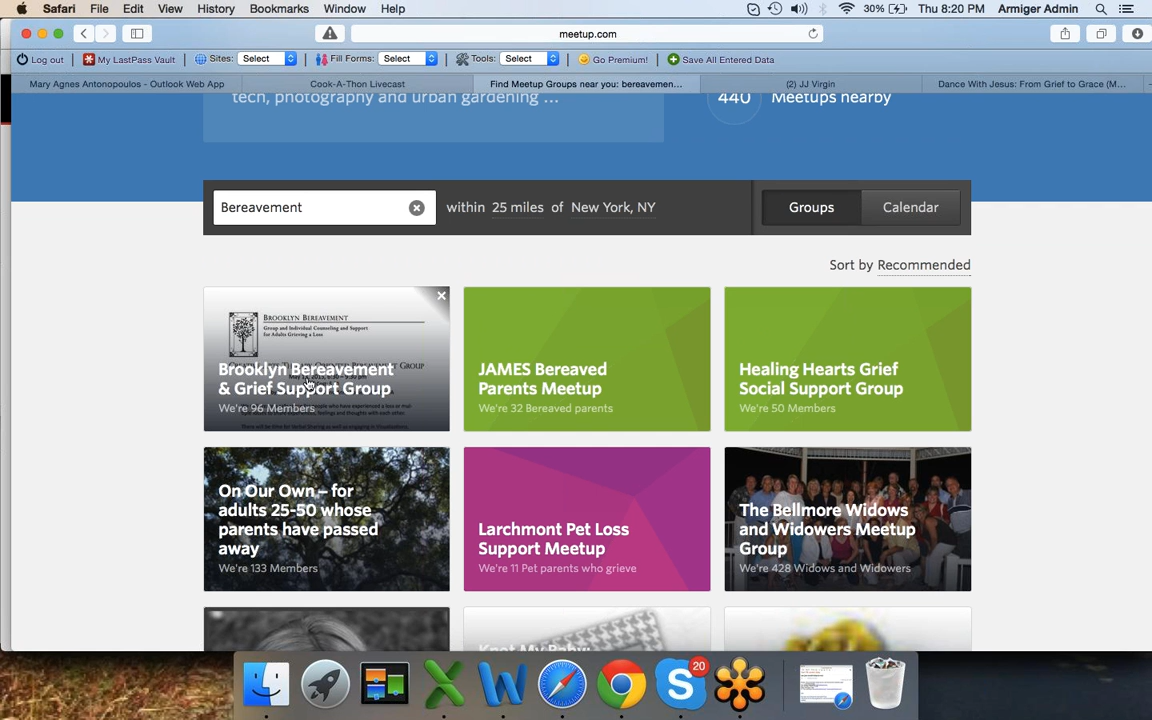 Safari File Edit View History Bookmarks Window Help 30% Thu 8:20 PM Armiger Admin
meetup.com
Log out My LastPass Vault Sites: Select Fill Forms: Select Tools: Select Go Premium! Save All Entered Data
Mary Agnes Antonopoulos - Outlook Web App Cook-A-Thon Livecast Find Meetup Groups near you: bereavemen... (2) JJ Virgin Dance With Jesus: From Grief to Grace (M...
tech, photography and urban gardening ... 440 Meetups nearby
Bereavement within 25 miles of New York, NY Groups Calendar
Sort by Recommended
BROOKLYN BEREAVEMENT
Group and Individual Counseling and Support
for Adults Grieving a Loss
Brooklyn Bereavement
& Grief Support Group
We're 96 Members
JAMES Bereaved
Parents Meetup
We're 32 Bereaved parents
Healing Hearts Grief
Social Support Group
We're 50 Members
On Our Own – for
adults 25-50 whose
parents have passed
away
We're 133 Members
Larchmont Pet Loss
Support Meetup
We're 11 Pet parents who grieve
The Bellmore Widows
and Widowers Meetup
Group
We're 428 Widows and Widowers
Knot My Baby:
20